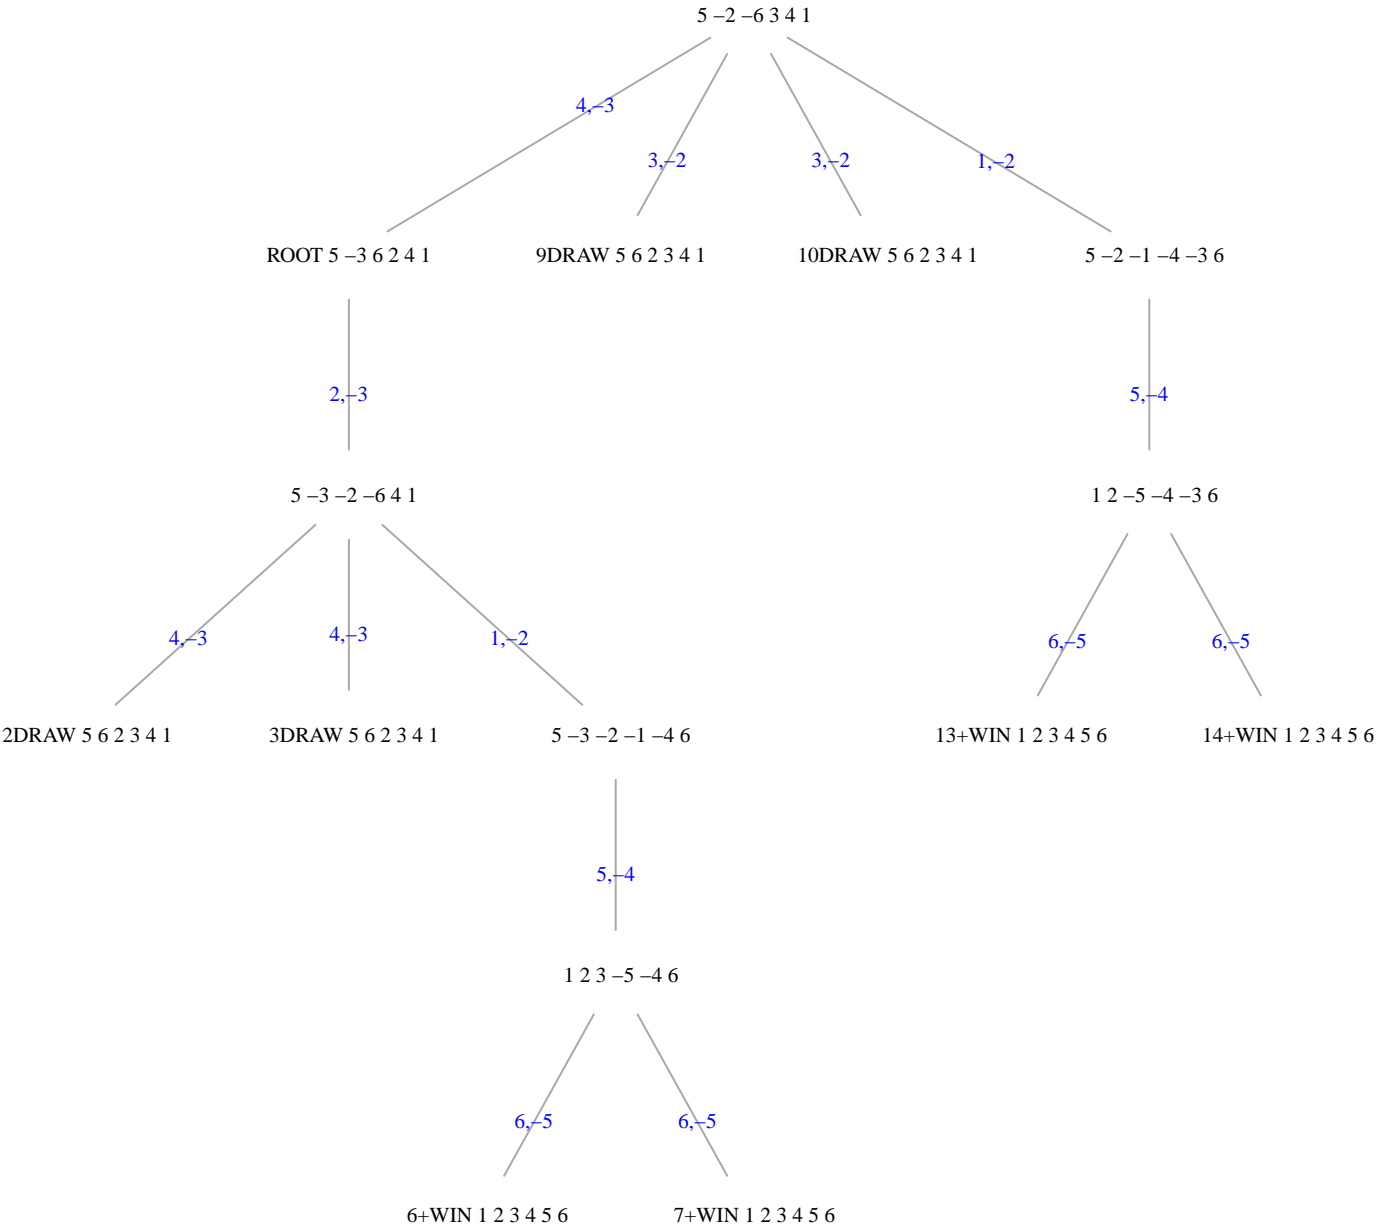 5 –2 –6 3 4 1
4,–3
3,–2
3,–2
1,–2
ROOT 5 –3 6 2 4 1
9DRAW 5 6 2 3 4 1
10DRAW 5 6 2 3 4 1
5 –2 –1 –4 –3 6
2,–3
5,–4
5 –3 –2 –6 4 1
1 2 –5 –4 –3 6
4,–3
4,–3
1,–2
6,–5
6,–5
2DRAW 5 6 2 3 4 1
3DRAW 5 6 2 3 4 1
5 –3 –2 –1 –4 6
13+WIN 1 2 3 4 5 6
14+WIN 1 2 3 4 5 6
5,–4
1 2 3 –5 –4 6
6,–5
6,–5
6+WIN 1 2 3 4 5 6
7+WIN 1 2 3 4 5 6